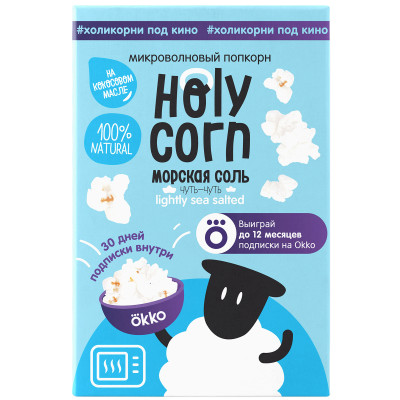 #холикорни под кино #холикорни под кино
микроволновый попкорн
на
кокосовом
масле
HOLY
CORN
100%
NATURAL
МОРСКАЯ СОЛЬ
чуть-чуть
lightly sea salted
Выиграй
до 12 месяцев
подписки на Okko
30 дней
подписки внутри
ökko